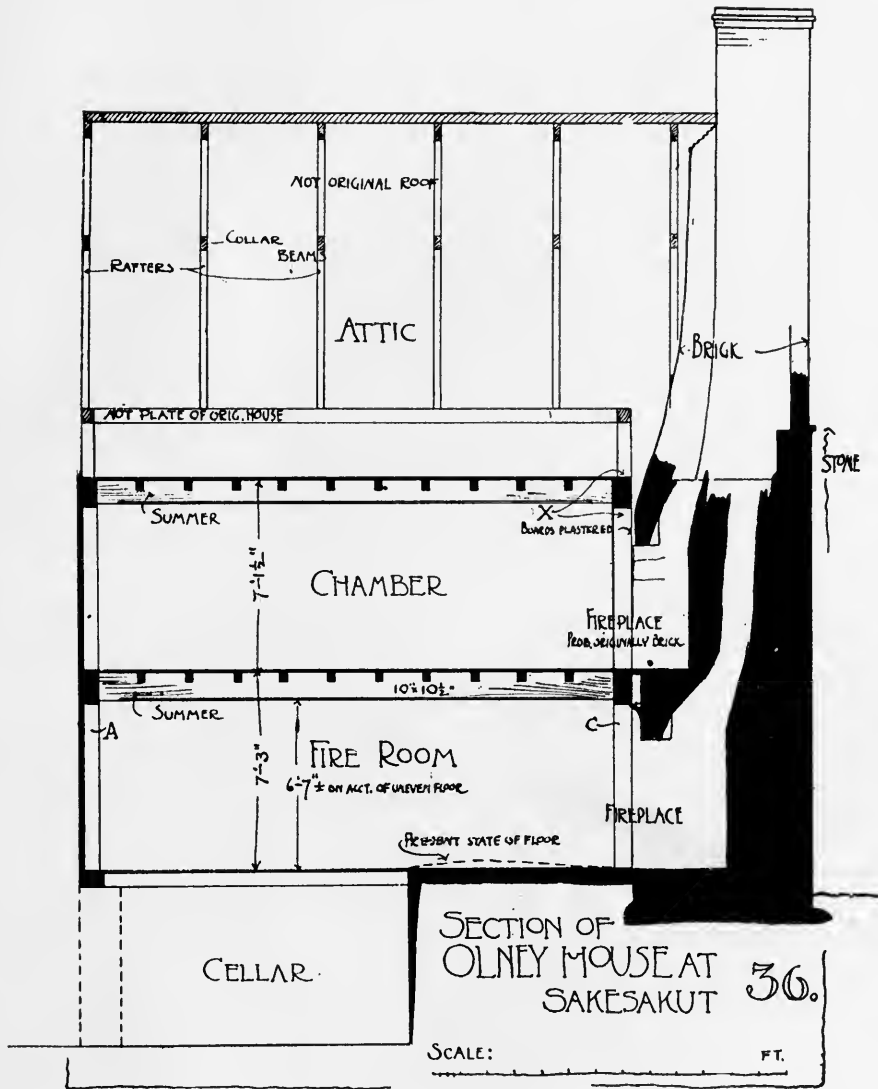 NOT ORIGINAL ROOF
COLLAR
BEAMS
RAFTERS
ATTIC
BRICK
NOT PLATE OF ORIG. HOUSE
STONE
SUMMER
X
BOARDS PLASTERED
7'-1½"
CHAMBER
FIREPLACE
PROB. ORIGINALLY BRICK
10"x10½"
SUMMER
A
C
7'-3"
FIRE ROOM
6'-7"± ON ACCT. OF UNEVEN FLOOR
FIREPLACE
PRESENT STATE OF FLOOR
CELLAR.
SECTION OF
OLNEY HOUSE AT
SAKESAKUT
36.
SCALE: FT.